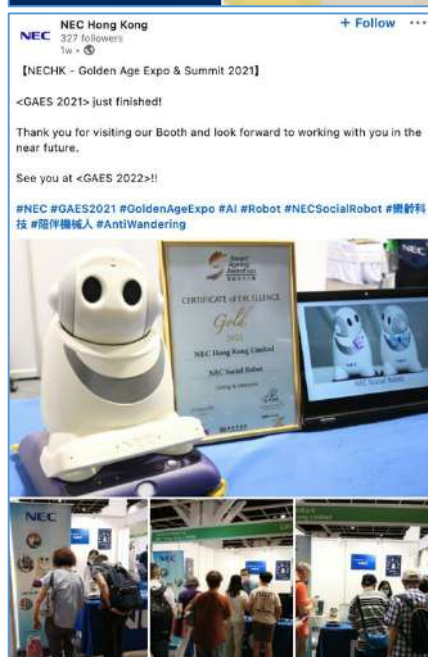 NEC
NEC Hong Kong
327 followers
1w •
+ Follow ...
【NECHK - Golden Age Expo & Summit 2021】
<GAES 2021> just finished!
Thank you for visiting our Booth and look forward to working with you in the
near future.
See you at <GAES 2022>!!
#NEC #GAES2021 #GoldenAgeExpo #AI #Robot #NECSocialRobot #樂齡科
技 #陪伴機械人 #AntiWandering
Smart
Ageing
CERTIFICATE of EXCELLENCE
Gold
2021
NEC Hong Kong Limited
NEC Social Robot
NEC Social Robot
NEC